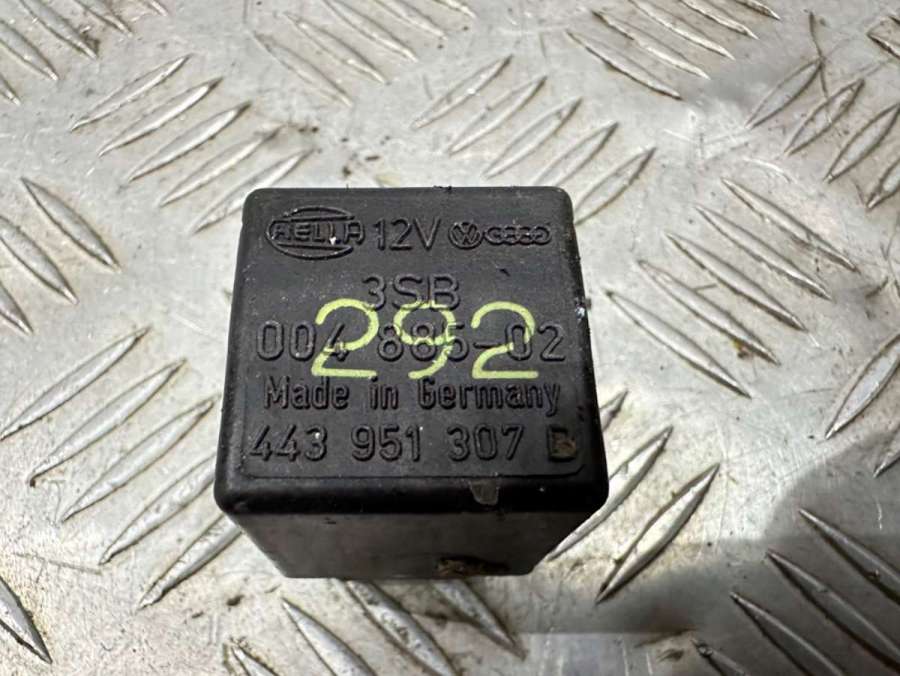 HELLA 12V
3SB
292
004 885-02
Made in Germany
443 951 307 D